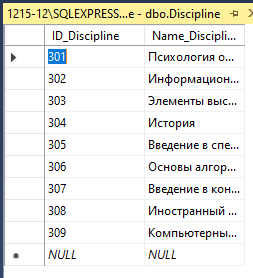 1215-12\SQLEXPRESS...e - dbo.Discipline
ID_Discipline Name_Discipli...
301 Психология о...
302 Информацион...
303 Элементы выс...
304 История
305 Введение в спе...
306 Основы алгор...
307 Введение в кон...
308 Иностранный ...
309 Компьютерны...
NULL NULL